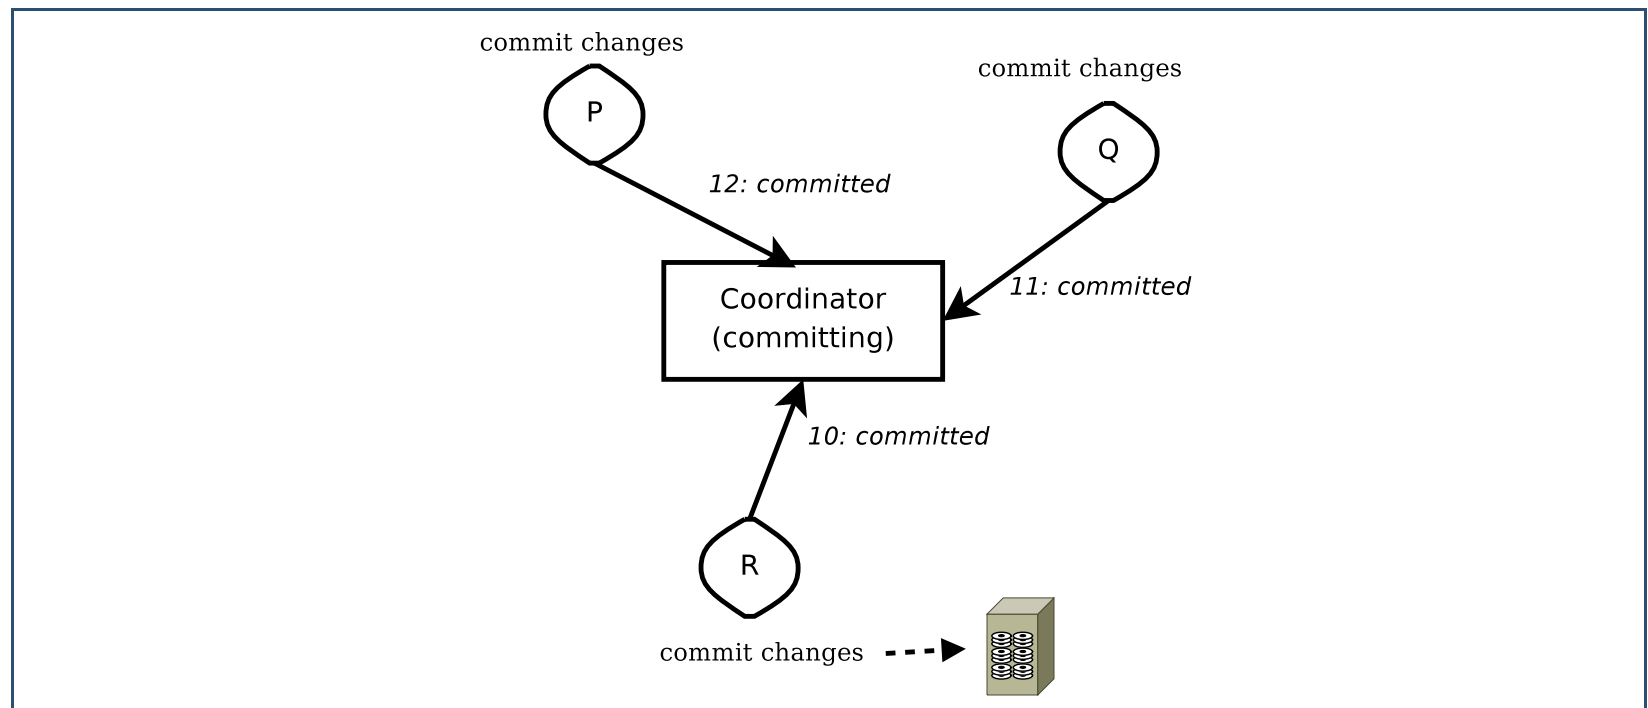 commit changes
commit changes
P
Q
12: committed
11: committed
Coordinator
(committing)
10: committed
R
commit changes